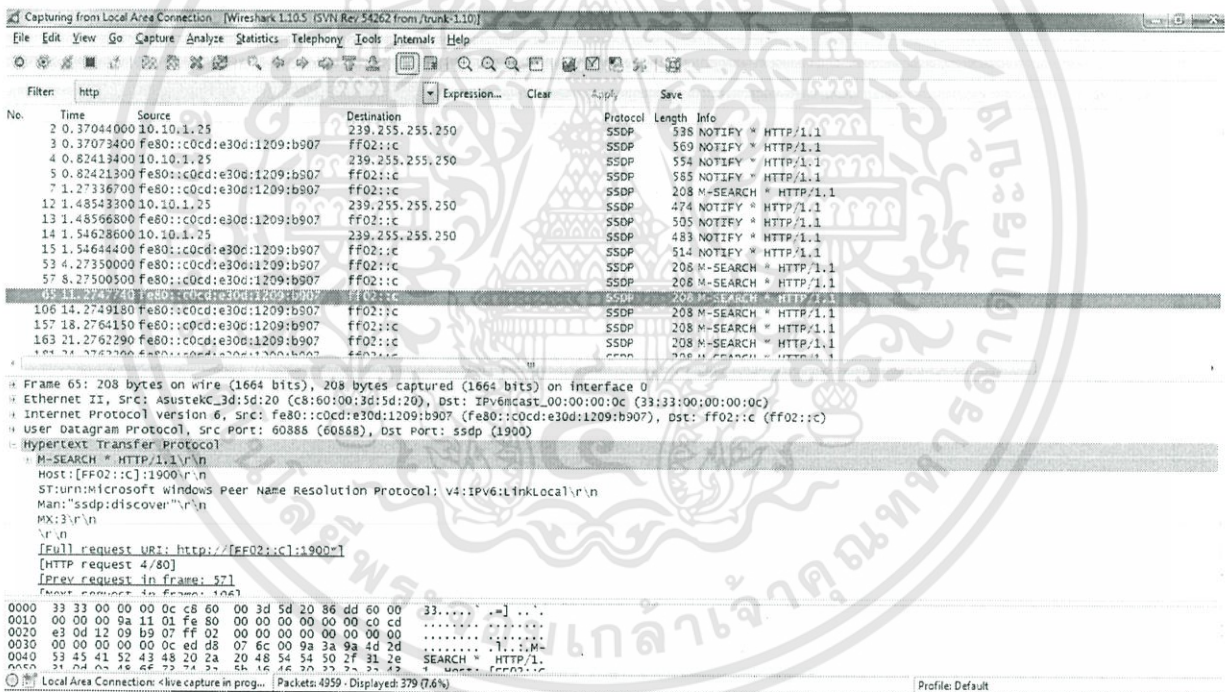 Capturing from Local Area Connection [Wireshark 1.10.5 (SVN Rev 54262 from /trunk-1.10)]
File Edit View Go Capture Analyze Statistics Telephony Tools Internals Help
Filter: http Expression... Clear Apply Save
No. Time Source Destination Protocol Length Info
2 0.37044000 10.10.1.25 239.255.255.250 SSDP 538 NOTIFY * HTTP/1.1
3 0.37073400 fe80::c0cd:e30d:1209:b907 ff02::c SSDP 569 NOTIFY * HTTP/1.1
4 0.82413400 10.10.1.25 239.255.255.250 SSDP 554 NOTIFY * HTTP/1.1
5 0.82421300 fe80::c0cd:e30d:1209:b907 ff02::c SSDP 585 NOTIFY * HTTP/1.1
7 1.27336700 fe80::c0cd:e30d:1209:b907 ff02::c SSDP 208 M-SEARCH * HTTP/1.1
12 1.48543300 10.10.1.25 239.255.255.250 SSDP 474 NOTIFY * HTTP/1.1
13 1.48566800 fe80::c0cd:e30d:1209:b907 ff02::c SSDP 505 NOTIFY * HTTP/1.1
14 1.54628600 10.10.1.25 239.255.255.250 SSDP 483 NOTIFY * HTTP/1.1
15 1.54644400 fe80::c0cd:e30d:1209:b907 ff02::c SSDP 514 NOTIFY * HTTP/1.1
53 4.27350000 fe80::c0cd:e30d:1209:b907 ff02::c SSDP 208 M-SEARCH * HTTP/1.1
57 8.27500500 fe80::c0cd:e30d:1209:b907 ff02::c SSDP 208 M-SEARCH * HTTP/1.1
65 11.2747740 fe80::c0cd:e30d:1209:b907 ff02::c SSDP 208 M-SEARCH * HTTP/1.1
106 14.2749180 fe80::c0cd:e30d:1209:b907 ff02::c SSDP 208 M-SEARCH * HTTP/1.1
157 18.2764150 fe80::c0cd:e30d:1209:b907 ff02::c SSDP 208 M-SEARCH * HTTP/1.1
163 21.2762290 fe80::c0cd:e30d:1209:b907 ff02::c SSDP 208 M-SEARCH * HTTP/1.1
Frame 65: 208 bytes on wire (1664 bits), 208 bytes captured (1664 bits) on interface 0
Ethernet II, Src: AsustekC_3d:5d:20 (c8:60:00:3d:5d:20), Dst: IPv6mcast_00:00:00:0c (33:33:00:00:00:0c)
Internet Protocol Version 6, Src: fe80::c0cd:e30d:1209:b907 (fe80::c0cd:e30d:1209:b907), Dst: ff02::c (ff02::c)
User Datagram Protocol, Src Port: 60888 (60888), Dst Port: ssdp (1900)
Hypertext Transfer Protocol
M-SEARCH * HTTP/1.1\r\n
Host:[FF02::C]:1900\r\n
ST:urn:Microsoft Windows Peer Name Resolution Protocol: V4:IPV6:LinkLocal\r\n
Man:"ssdp:discover"\r\n
MX:3\r\n
\r\n
[Full request URI: http://[FF02::C]:1900*]
[HTTP request 4/80]
[Prev request in frame: 57]
[Next request in frame: 106]
0000 33 33 00 00 00 0c c8 60 00 3d 5d 20 86 dd 60 00 33.....` .=] ..`.
0010 00 00 00 9a 11 01 fe 80 00 00 00 00 00 00 c0 cd ........ ........
0020 e3 0d 12 09 b9 07 ff 02 00 00 00 00 00 00 00 00 ........ ........
0030 00 00 00 00 00 0c ed d8 07 6c 00 9a 3a 9a 4d 2d ........ .l..:.M-
0040 53 45 41 52 43 48 20 2a 20 48 54 54 50 2f 31 2e SEARCH * HTTP/1.
Local Area Connection: <live capture in prog... Packets: 4959 · Displayed: 379 (7.6%) Profile: Default